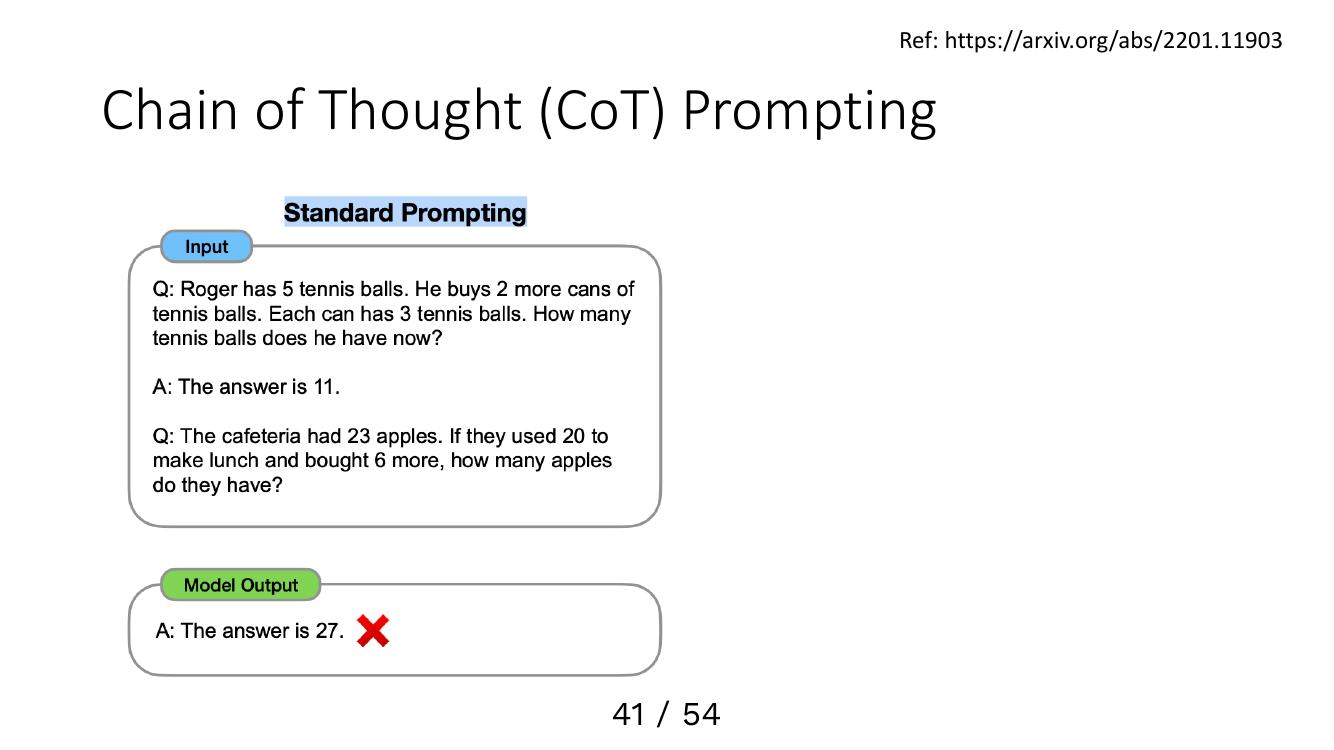 Ref: https://arxiv.org/abs/2201.11903
Chain of Thought (CoT) Prompting
Standard Prompting
Input
Q: Roger has 5 tennis balls. He buys 2 more cans of
tennis balls. Each can has 3 tennis balls. How many
tennis balls does he have now?
A: The answer is 11.
Q: The cafeteria had 23 apples. If they used 20 to
make lunch and bought 6 more, how many apples
do they have?
Model Output
A: The answer is 27.
41 / 54